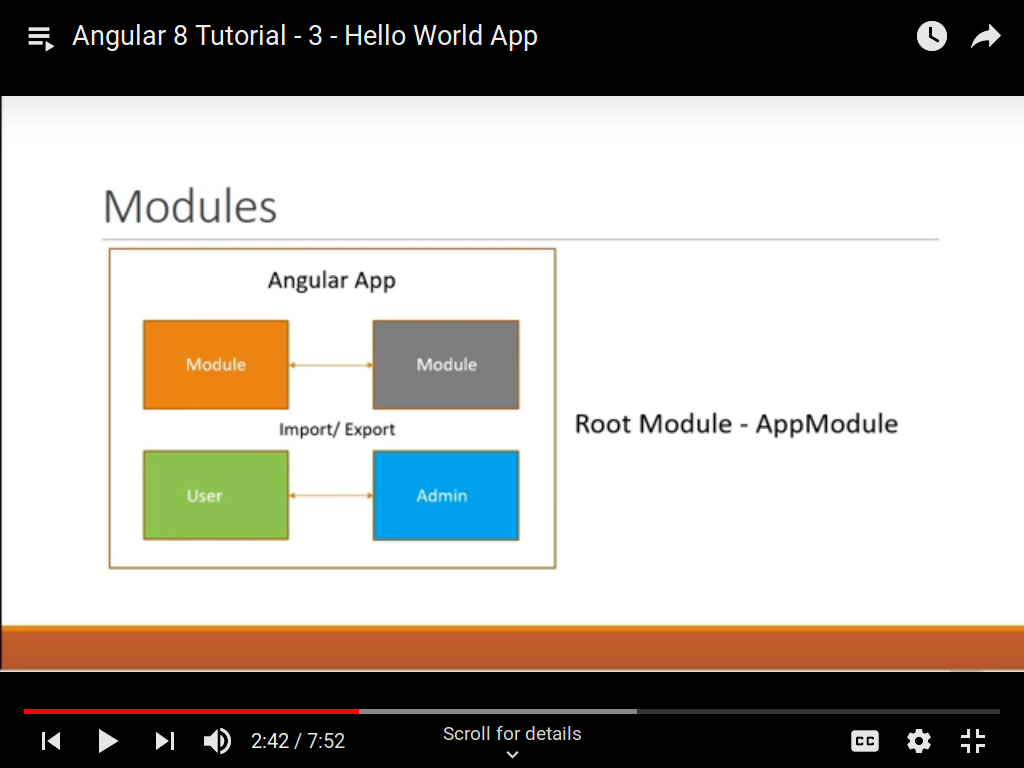 Angular 8 Tutorial - 3 - Hello World App
Modules
Angular App
Module
Module
Import/ Export
User
Admin
Root Module - AppModule
2:42 / 7:52
Scroll for details
CC